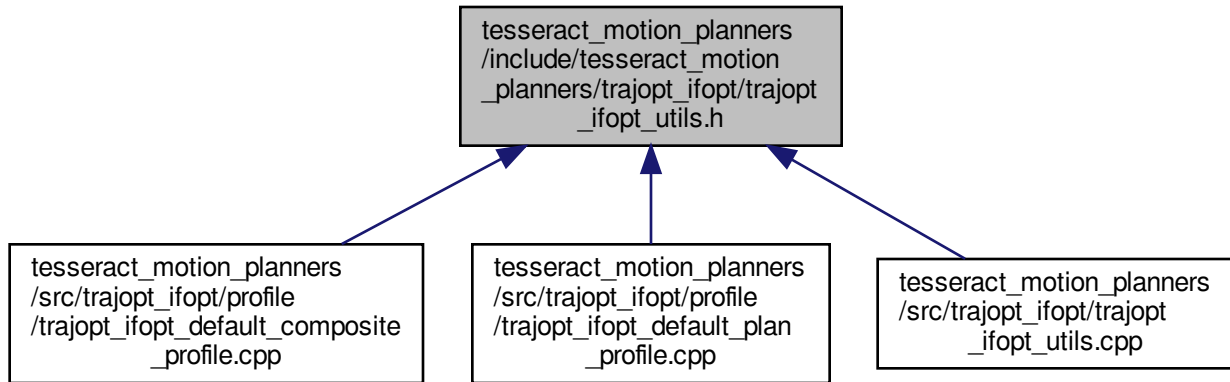 tesseract_motion_planners
/include/tesseract_motion
_planners/trajopt_ifopt/trajopt
_ifopt_utils.h
tesseract_motion_planners
/src/trajopt_ifopt/profile
/trajopt_ifopt_default_composite
_profile.cpp
tesseract_motion_planners
/src/trajopt_ifopt/profile
/trajopt_ifopt_default_plan
_profile.cpp
tesseract_motion_planners
/src/trajopt_ifopt/trajopt
_ifopt_utils.cpp